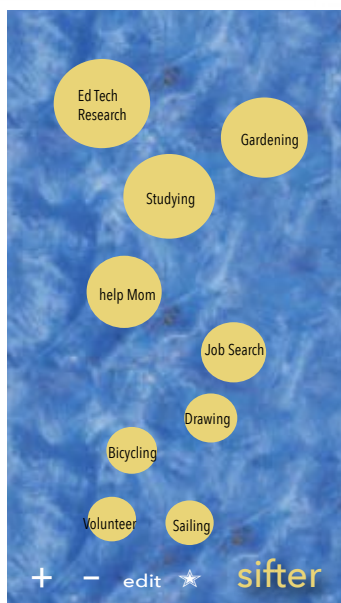 Ed Tech
Research
Gardening
Studying
help Mom
Job Search
Drawing
Bicycling
Volunteer
Sailing
+ − edit sifter